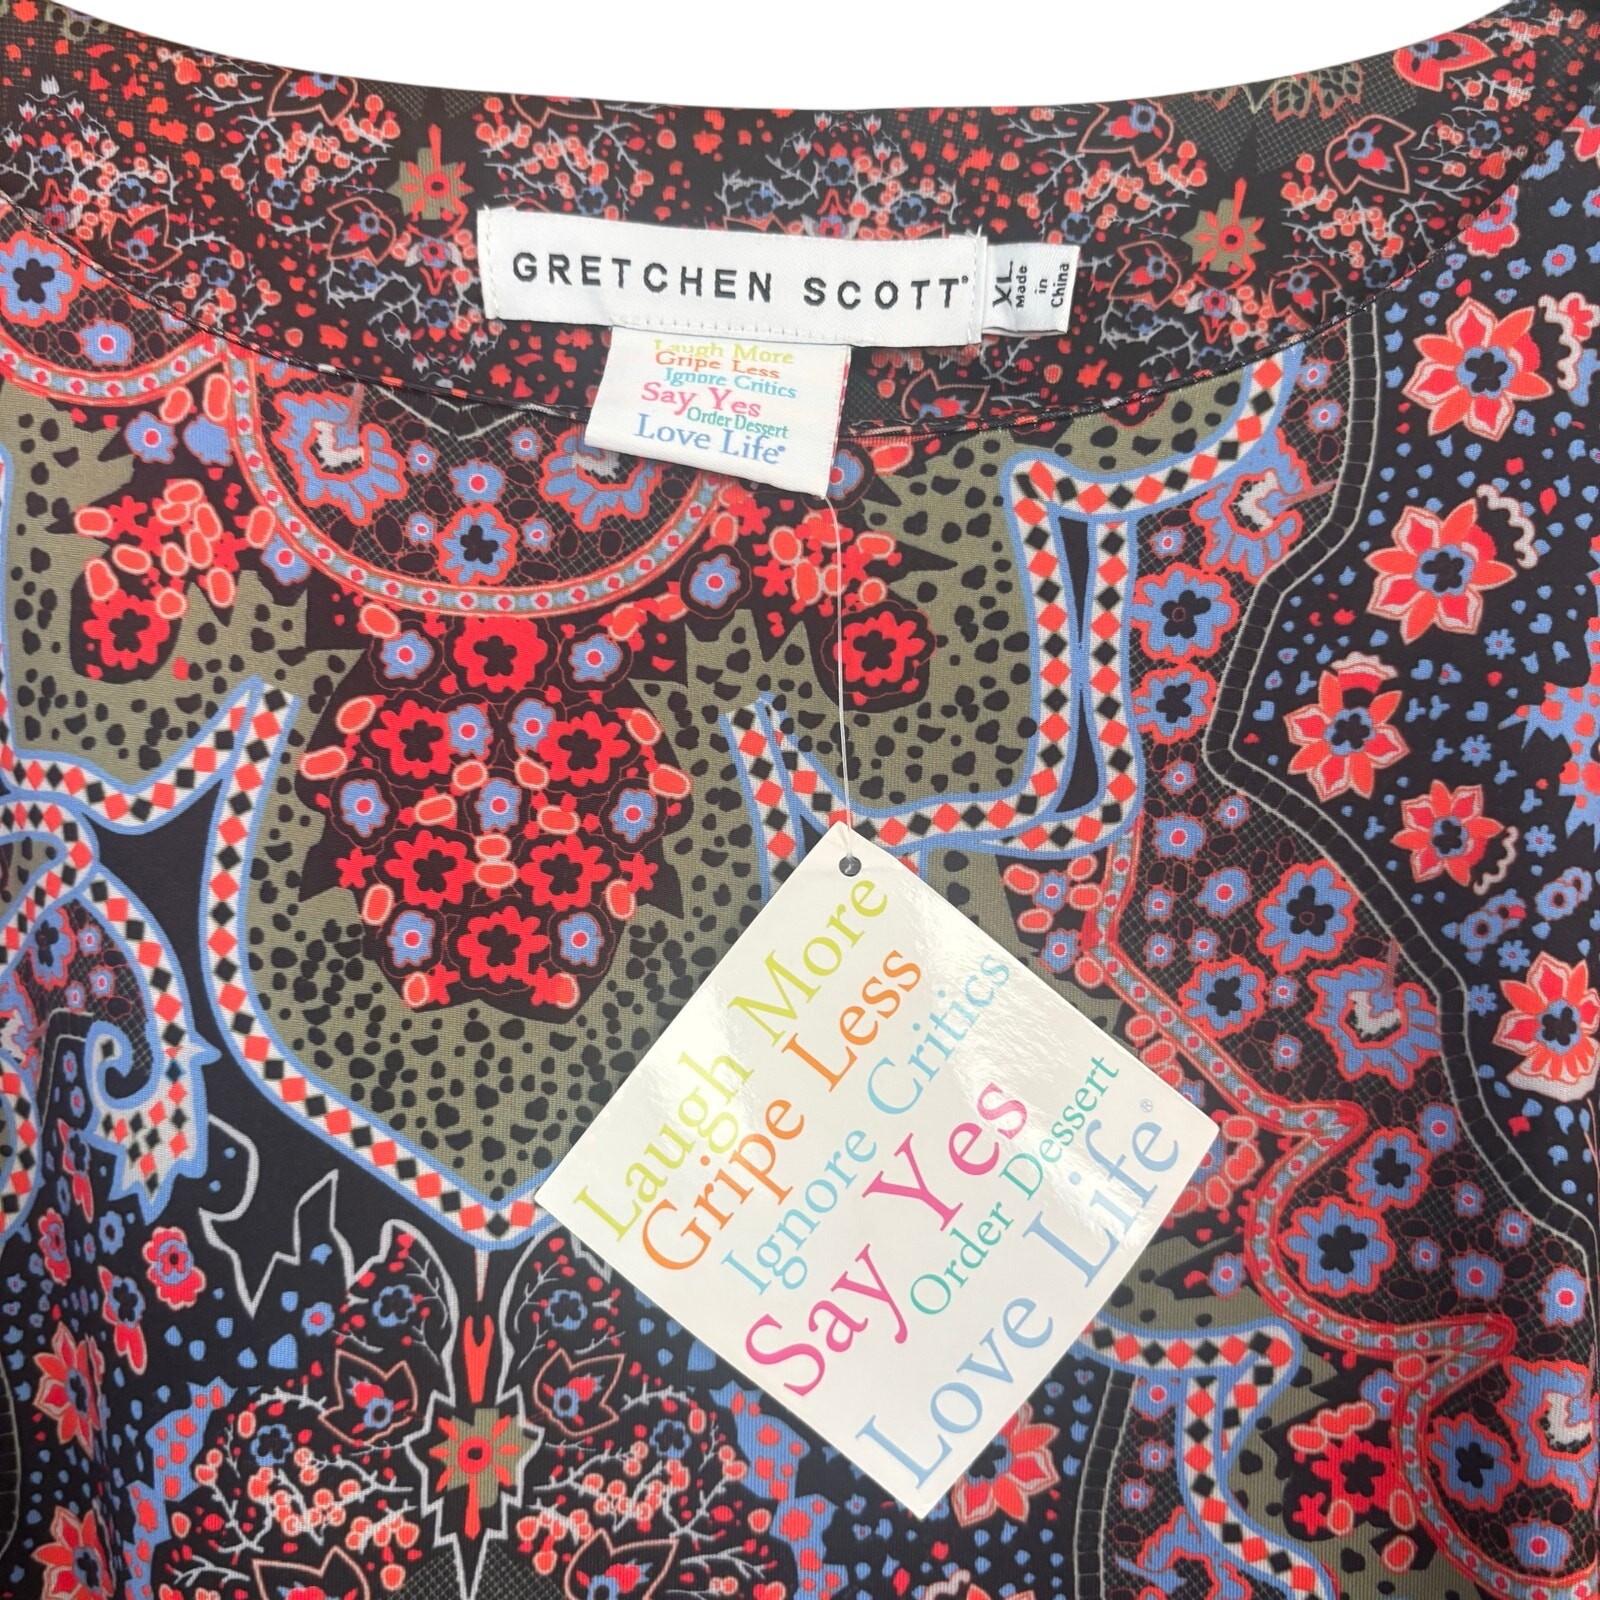 GRETCHEN SCOTT®
XL
Made
in
China
Laugh More
Gripe Less
Ignore Critics
Say Yes
Order Dessert
Love Life®
Laugh More
Gripe Less
Ignore Critics
Say Yes
Order Dessert
Love Life®